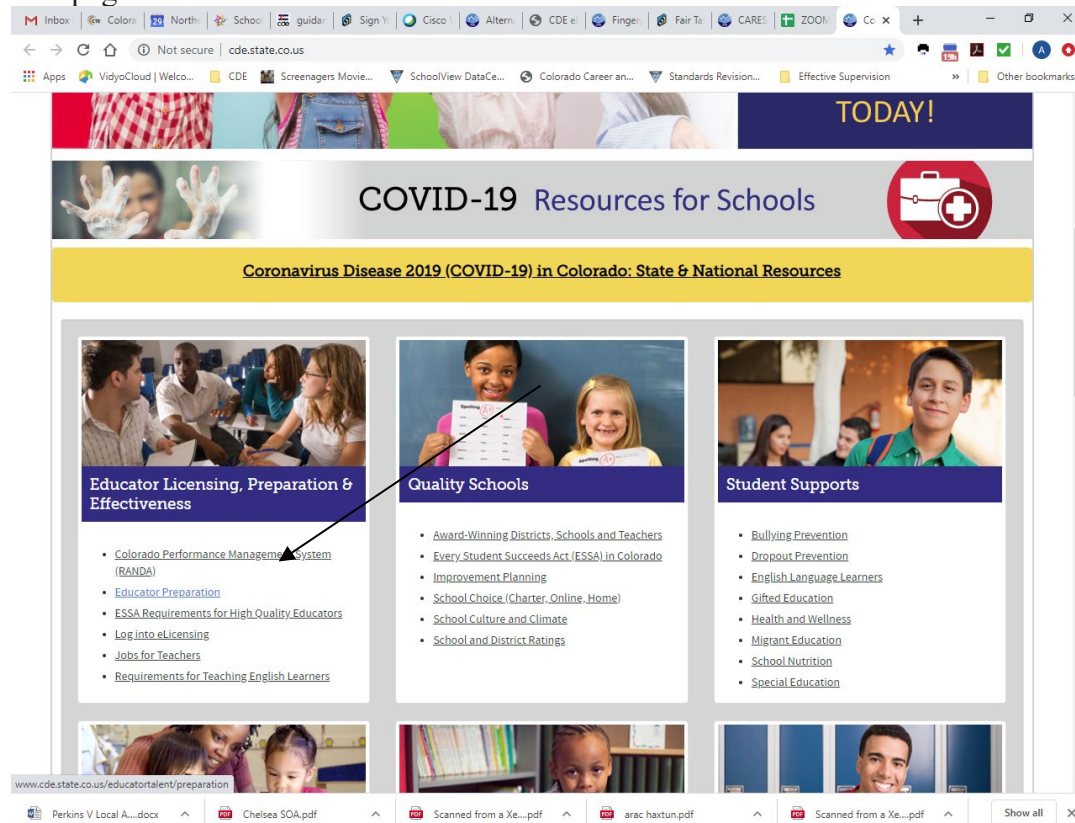 M Inbox
Colora
29 Northe
School
guidan
Sign Yo
Cisco
Alterna
CDE el
Finger
Fair Ta
CARES
ZOOM
Co
Not secure | cde.state.co.us
19h
A
Apps
VidyoCloud | Welco...
CDE
Screenagers Movie...
SchoolView DataCe...
Colorado Career an...
Standards Revision...
Effective Supervision
»
Other bookmarks
TODAY!
COVID-19 Resources for Schools
Coronavirus Disease 2019 (COVID-19) in Colorado: State & National Resources
Educator Licensing, Preparation &
Effectiveness
Colorado Performance Management System
(RANDA)
Educator Preparation
ESSA Requirements for High Quality Educators
Log into eLicensing
Jobs for Teachers
Requirements for Teaching English Learners
Spelling
A+
Quality Schools
Award-Winning Districts, Schools and Teachers
Every Student Succeeds Act (ESSA) in Colorado
Improvement Planning
School Choice (Charter, Online, Home)
School Culture and Climate
School and District Ratings
Student Supports
Bullying Prevention
Dropout Prevention
English Language Learners
Gifted Education
Health and Wellness
Migrant Education
School Nutrition
Special Education
www.cde.state.co.us/educatortalent/preparation
Perkins V Local A....docx
Chelsea SOA.pdf
Scanned from a Xe....pdf
arac haxtun.pdf
Scanned from a Xe....pdf
Show all